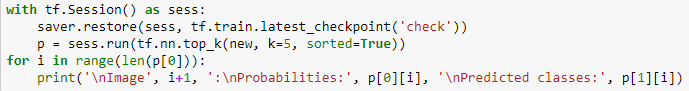 with tf.Session() as sess:
    saver.restore(sess, tf.train.latest_checkpoint('check'))
    p = sess.run(tf.nn.top_k(new, k=5, sorted=True))
for i in range(len(p[0])):
    print('\nImage', i+1, ':\nProbabilities:', p[0][i], '\nPredicted classes:', p[1][i])